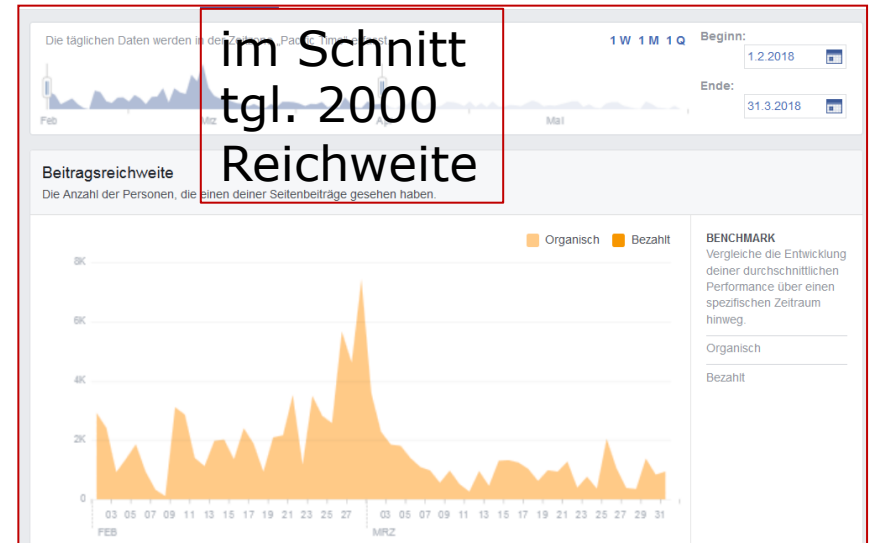 Die täglichen Daten werden in der Zeitzone „Pacific Time" erfasst.
im Schnitt
tgl. 2000
Reichweite
1 W 1 M 1 Q
Beginn:
1.2.2018
Ende:
31.3.2018
Feb Mrz Mai
Beitragsreichweite
Die Anzahl der Personen, die einen deiner Seitenbeiträge gesehen haben.
Organisch Bezahlt
BENCHMARK
Vergleiche die Entwicklung
deiner durchschnittlichen
Performance über einen
spezifischen Zeitraum
hinweg.
Organisch
Bezahlt
8K
6K
4K
2K
0
03 05 07 09 11 13 15 17 19 21 23 25 27 03 05 07 09 11 13 15 17 19 21 23 25 27 29 31
FEB MRZ